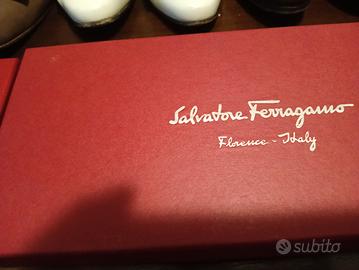 Salvatore Ferragamo
Florence - Italy
subito